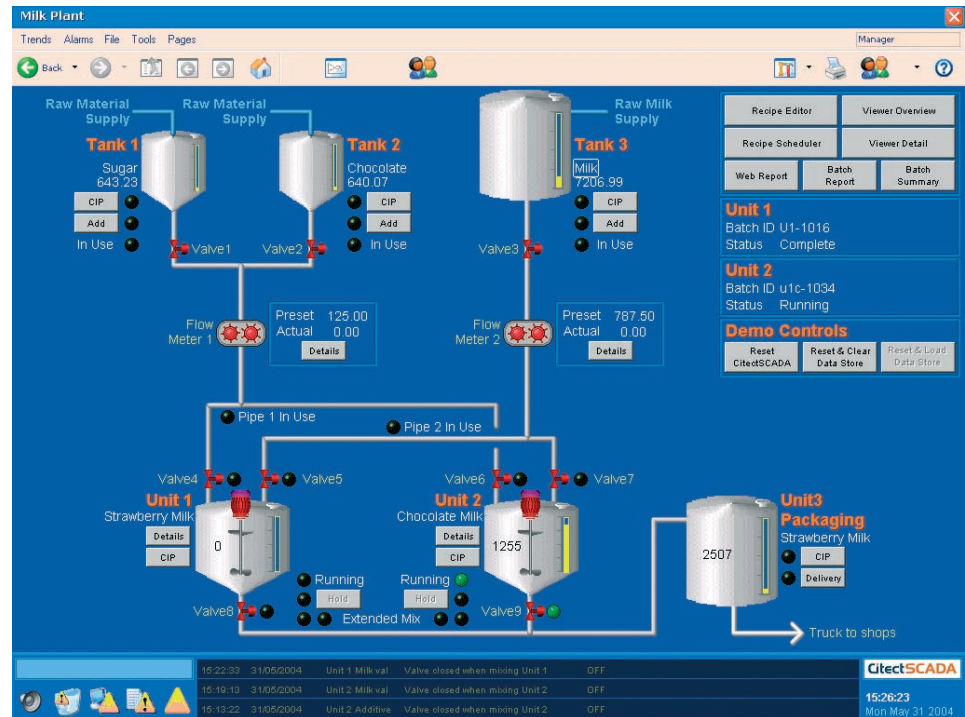 Milk Plant
Trends Alarms File Tools Pages
Manager
Back
Raw Material Supply
Raw Material Supply
Raw Milk Supply
Tank 1
Sugar
643.23
CIP
Add
In Use
Valve1
Tank 2
Chocolate
640.07
CIP
Add
In Use
Valve2
Tank 3
Milk
7206.99
CIP
Add
In Use
Valve3
Recipe Editor
Viewer Overview
Recipe Scheduler
Viewer Detail
Web Report
Batch Report
Batch Summary
Unit 1
Batch ID U1-1016
Status Complete
Unit 2
Batch ID u1c-1034
Status Running
Demo Controls
Reset CitectSCADA
Reset & Clear Data Store
Reset & Load Data Store
Flow Meter 1
Preset 125.00
Actual 0.00
Details
Flow Meter 2
Preset 787.50
Actual 0.00
Details
Pipe 1 In Use
Pipe 2 In Use
Valve4
Valve5
Valve6
Valve7
Unit 1
Strawberry Milk
Details
CIP
0
Running
Hold
Valve8
Unit 2
Chocolate Milk
Details
CIP
1255
Running
Hold
Valve9
Extended Mix
Unit3
Packaging
Strawberry Milk
2507
CIP
Delivery
Truck to shops
15:22:33 31/05/2004 Unit 1 Milk val Valve closed when mixing Unit 1 OFF
15:19:13 31/05/2004 Unit 2 Milk val Valve closed when mixing Unit 2 OFF
15:13:22 31/05/2004 Unit 2 Additive Valve closed when mixing Unit 2 OFF
CitectSCADA
15:26:23
Mon May 31 2004